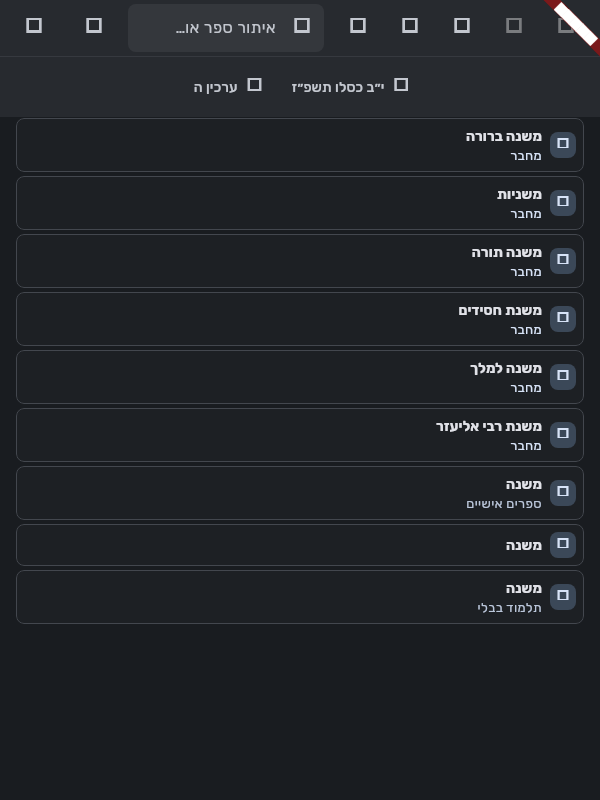 איתור ספר או...
י״ב כסלו תשפ״ז
ערכין ה
משנה ברורה
מחבר
משניות
מחבר
משנה תורה
מחבר
משנת חסידים
מחבר
משנה למלך
מחבר
משנת רבי אליעזר
מחבר
משנה
ספרים אישיים
משנה
משנה
תלמוד בבלי